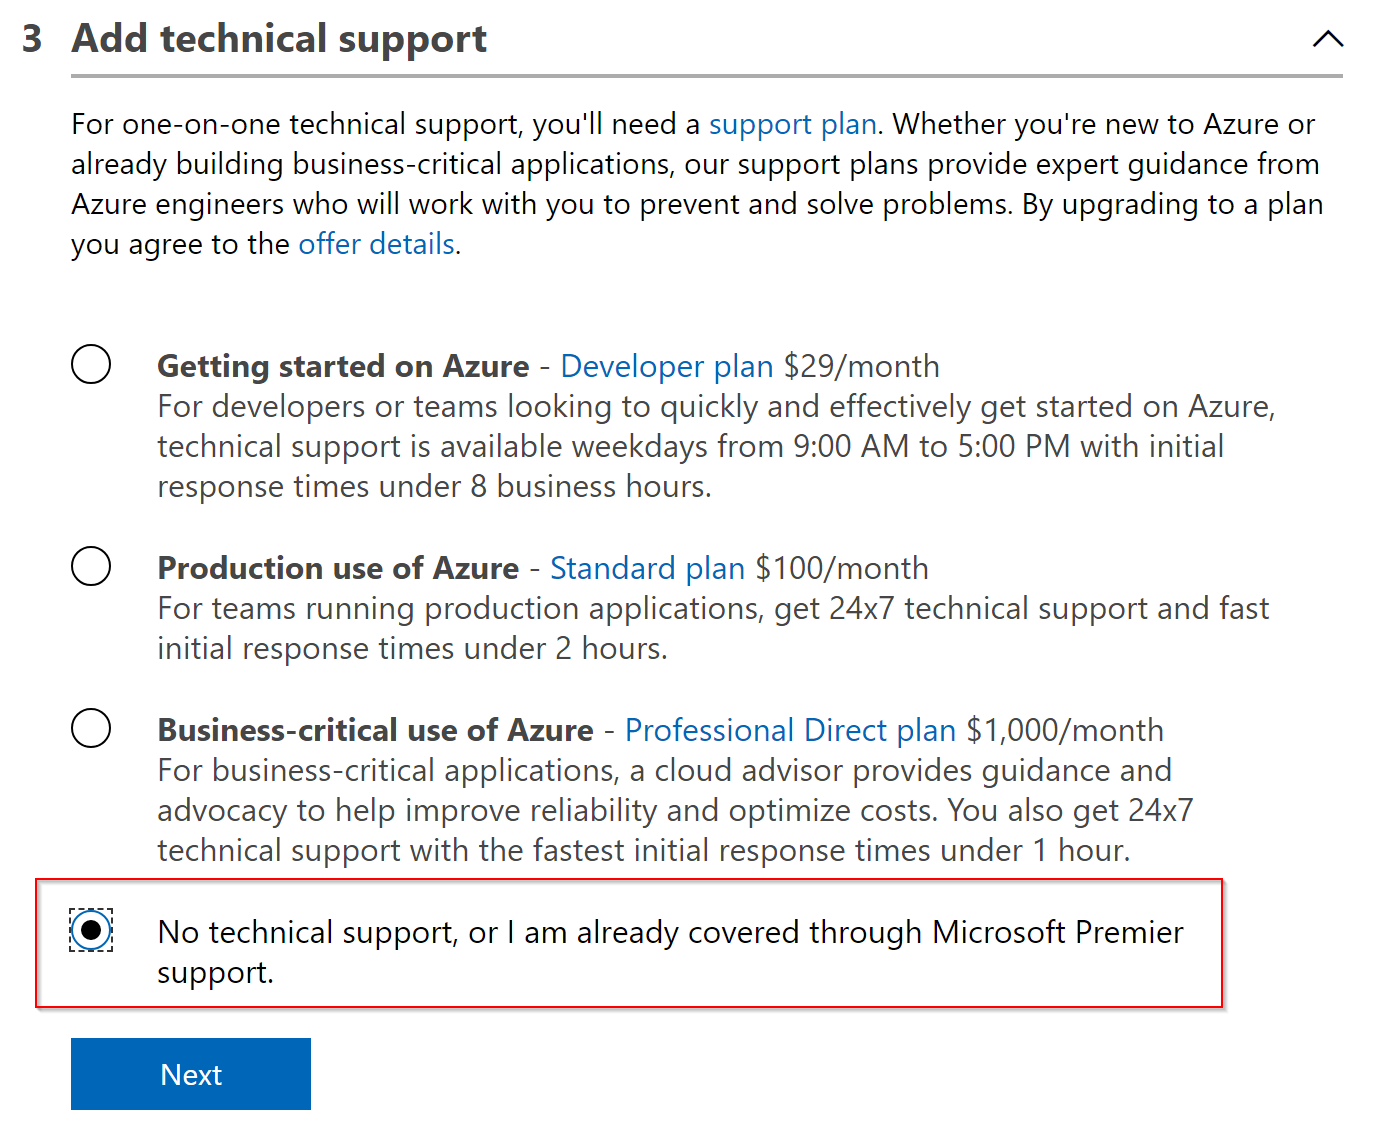 3 Add technical support
For one-on-one technical support, you'll need a support plan. Whether you're new to Azure or
already building business-critical applications, our support plans provide expert guidance from
Azure engineers who will work with you to prevent and solve problems. By upgrading to a plan
you agree to the offer details.
Getting started on Azure - Developer plan $29/month
For developers or teams looking to quickly and effectively get started on Azure,
technical support is available weekdays from 9:00 AM to 5:00 PM with initial
response times under 8 business hours.
Production use of Azure - Standard plan $100/month
For teams running production applications, get 24x7 technical support and fast
initial response times under 2 hours.
Business-critical use of Azure - Professional Direct plan $1,000/month
For business-critical applications, a cloud advisor provides guidance and
advocacy to help improve reliability and optimize costs. You also get 24x7
technical support with the fastest initial response times under 1 hour.
No technical support, or I am already covered through Microsoft Premier
support.
Next